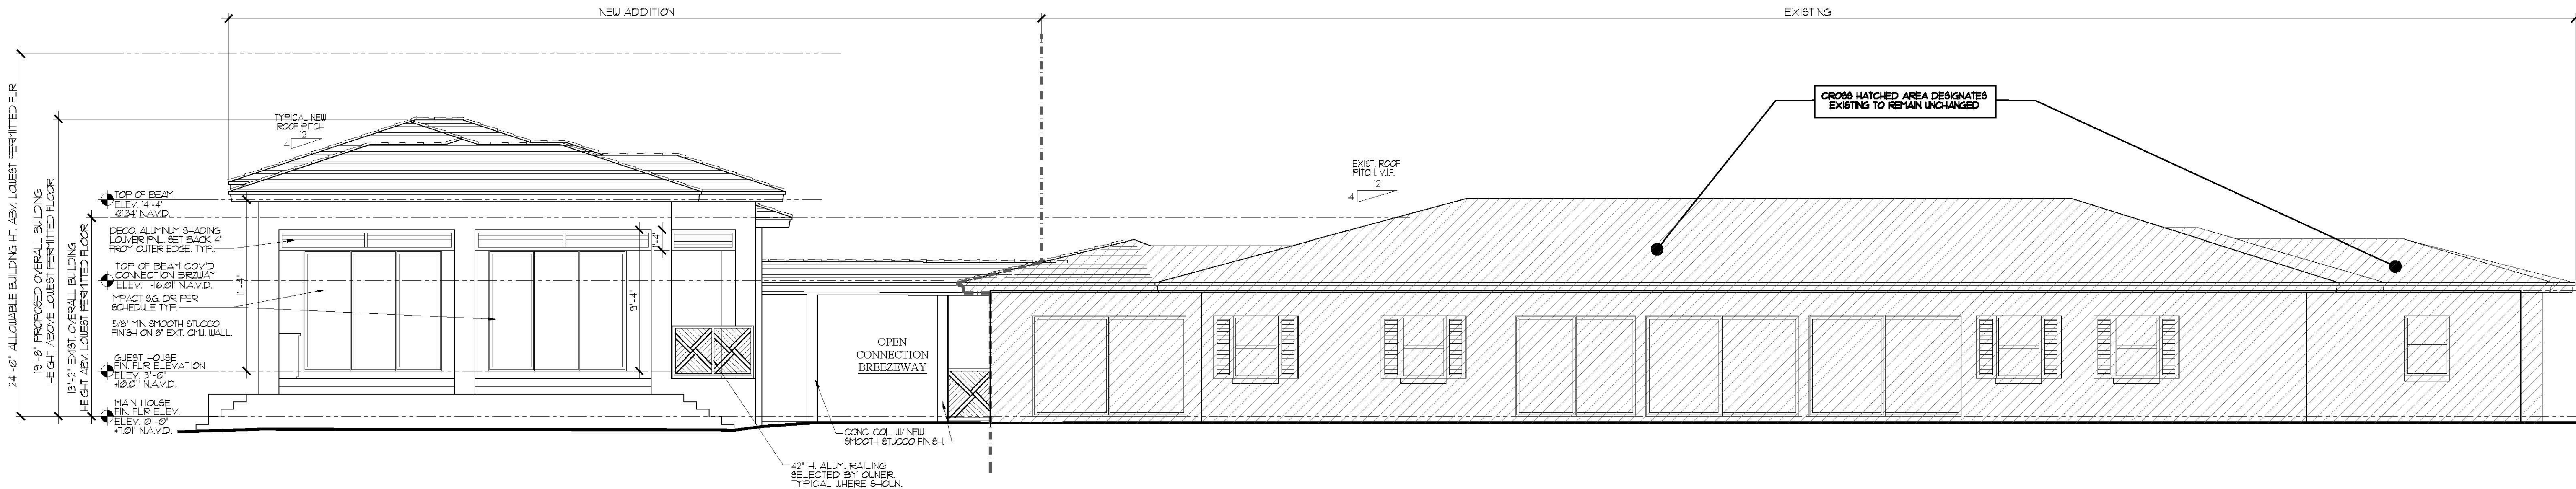 NEW ADDITION
EXISTING
24'-0" ALLOWABLE BUILDING HT. ABV. LOWEST PERMITTED FLR
19'-8" PROPOSED OVERALL BUILDING
HEIGHT ABOVE LOWEST PERMITTED FLOOR
13'-2" EXIST. OVERALL BUILDING
HEIGHT ABV. LOWEST PERMITTED FLOOR
TYPICAL NEW
ROOF PITCH
12
4
TOP OF BEAM
ELEV. 14'-4"
+21.34' N.A.V.D.
DECO. ALUMINUM SHADING
LOUVER PNL. SET BACK 4"
FROM OUTER EDGE. TYP.
TOP OF BEAM COV'D
CONNECTION BRZWAY
ELEV. +16.01' N.A.V.D.
IMPACT S.G. DR PER
SCHEDULE TYP.
5/8" MIN SMOOTH STUCCO
FINISH ON 8" EXT. CMU. WALL.
GUEST HOUSE
FIN. FLR ELEVATION
ELEV. 3'-0"
+10.01' N.A.V.D.
MAIN HOUSE
FIN. FLR ELEV.
ELEV. 0'-0"
+7.01' N.A.V.D.
11'-4"
9'-4"
1'-4"
OPEN
CONNECTION
BREEZEWAY
CONC. COL. W/ NEW
SMOOTH STUCCO FINISH.
42" H. ALUM. RAILING
SELECTED BY OWNER.
TYPICAL WHERE SHOWN.
EXIST. ROOF
PITCH. V.I.F.
12
4
CROSS HATCHED AREA DESIGNATES
EXISTING TO REMAIN UNCHANGED